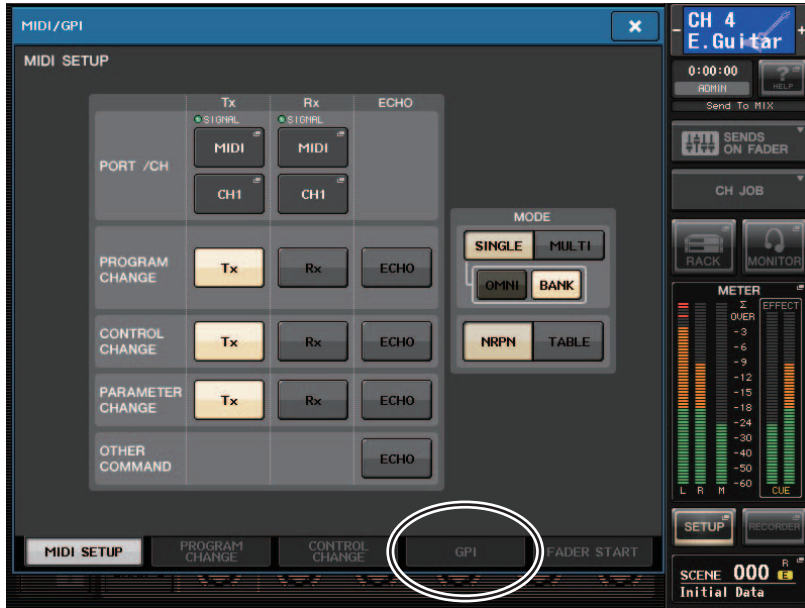 MIDI/GPI
MIDI SETUP
Tx Rx ECHO
SIGNAL SIGNAL
PORT /CH
MIDI MIDI
CH1 CH1
PROGRAM
CHANGE
Tx Rx ECHO
CONTROL
CHANGE
Tx Rx ECHO
PARAMETER
CHANGE
Tx Rx ECHO
OTHER
COMMAND
ECHO
MODE
SINGLE MULTI
OMNI BANK
NRPN TABLE
MIDI SETUP
PROGRAM
CHANGE
CONTROL
CHANGE
GPI
FADER START
- CH 4 +
E.Guitar
0:00:00
ADMIN
?
HELP
Send To MIX
SENDS
ON FADER
CH JOB
RACK MONITOR
METER
Σ EFFECT
OVER
-3
-6
-9
-12
-15
-18
-24
-30
-40
-50
-60
L R M CUE
SETUP RECORDER
SCENE 000 R E
Initial Data